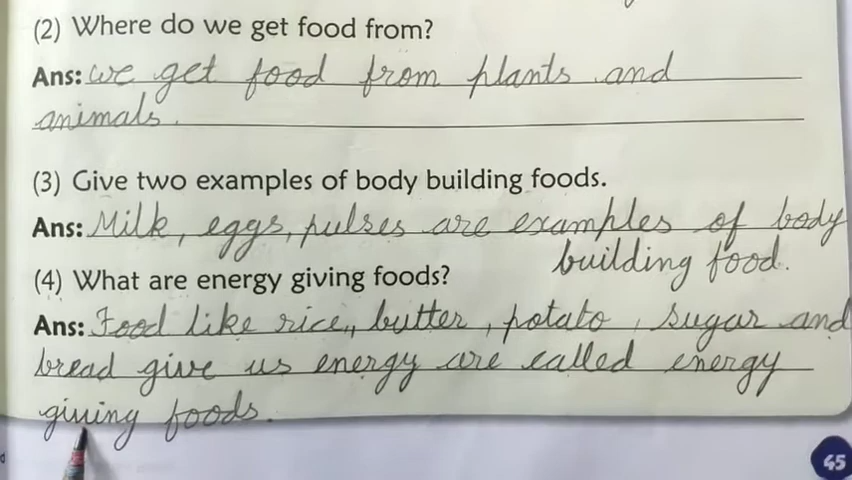 (2) Where do we get food from?
Ans: we get food from plants and
animals.
(3) Give two examples of body building foods.
Ans: Milk, eggs, pulses are examples of body
building food.
(4) What are energy giving foods?
Ans: Food like rice,, butter, potato, sugar and
bread give us energy are called energy
giving foods.
45